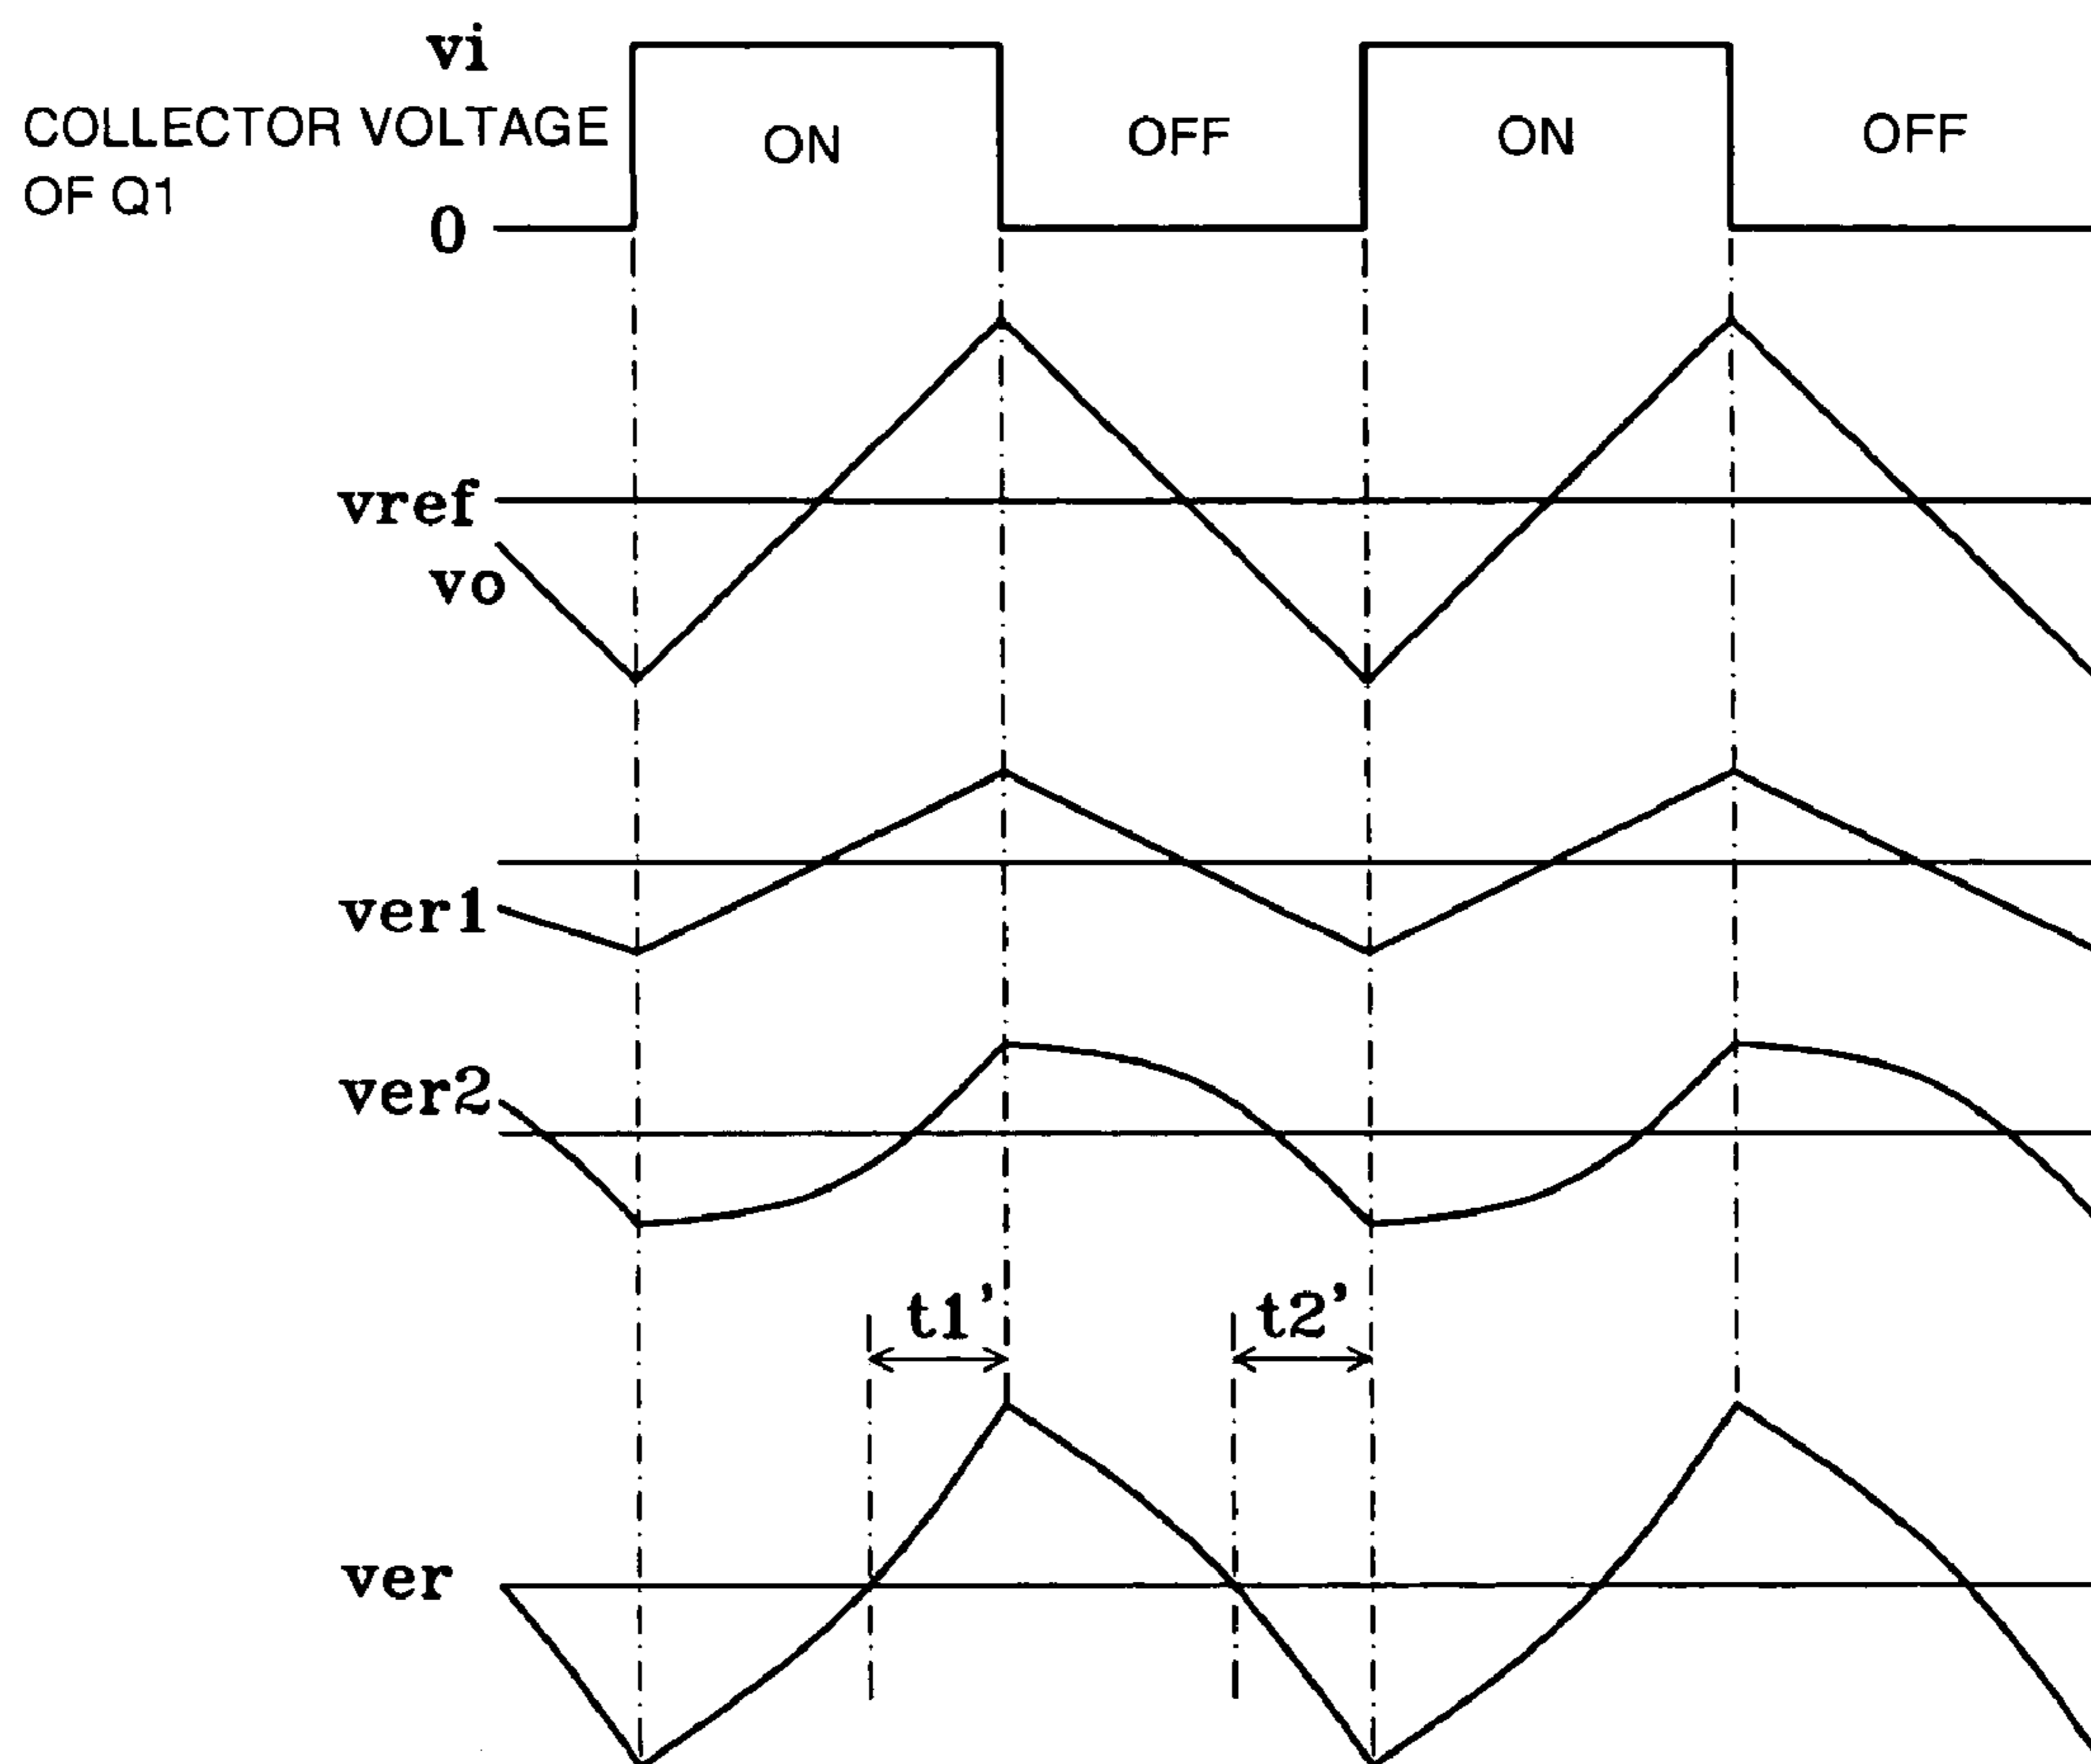 vi
COLLECTOR VOLTAGE
OF Q1
ON
OFF
ON
OFF
0
vref
vo
ver1
ver2
t1’
t2’
ver